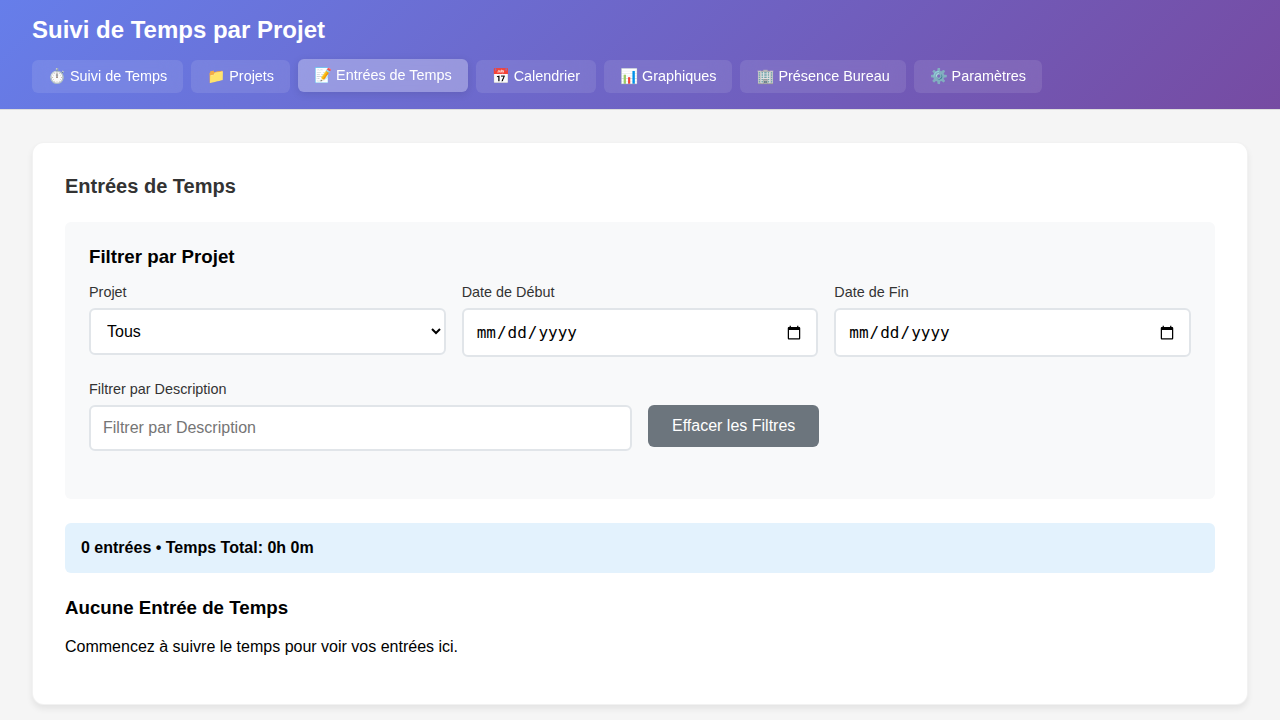 Suivi de Temps par Projet
⏱️ Suivi de Temps
📁 Projets
📝 Entrées de Temps
📅 Calendrier
📊 Graphiques
🏢 Présence Bureau
⚙️ Paramètres
Entrées de Temps
Filtrer par Projet
Projet
Date de Début
Date de Fin
Tous
mm/dd/yyyy
mm/dd/yyyy
Filtrer par Description
Filtrer par Description
Effacer les Filtres
0 entrées • Temps Total: 0h 0m
Aucune Entrée de Temps
Commencez à suivre le temps pour voir vos entrées ici.